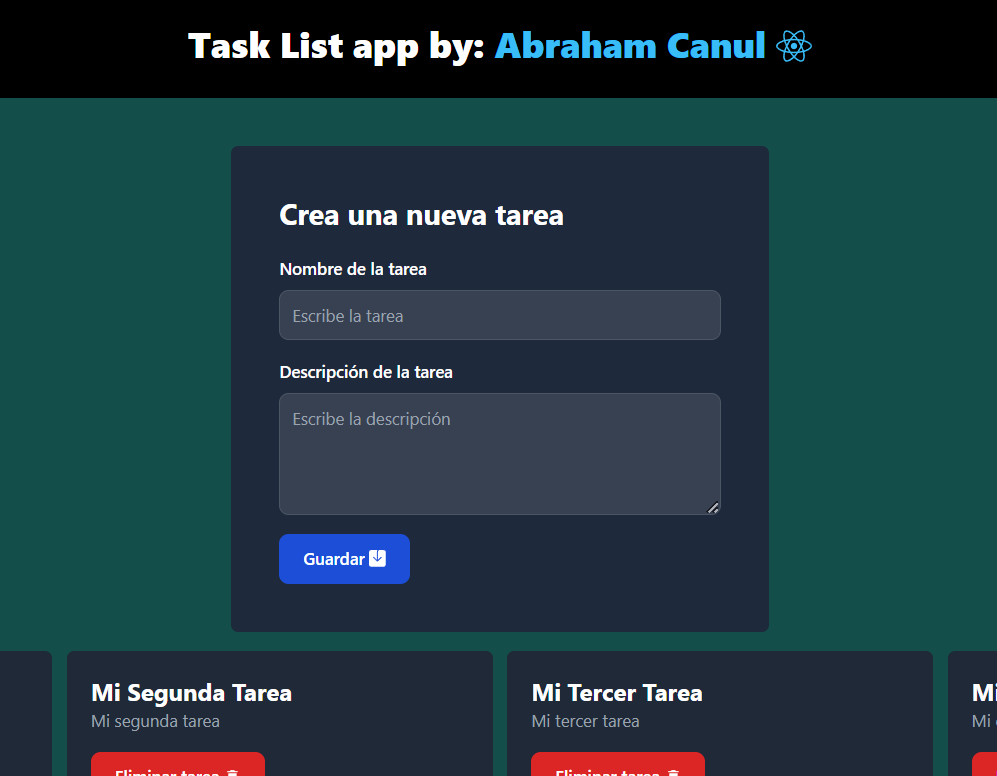 Task List app by: Abraham Canul
Crea una nueva tarea
Nombre de la tarea
Escribe la tarea
Descripción de la tarea
Escribe la descripción
Guardar
Mi Segunda Tarea
Mi segunda tarea
Eliminar tarea
Mi Tercer Tarea
Mi tercer tarea
Eliminar tarea
Mi
Mi